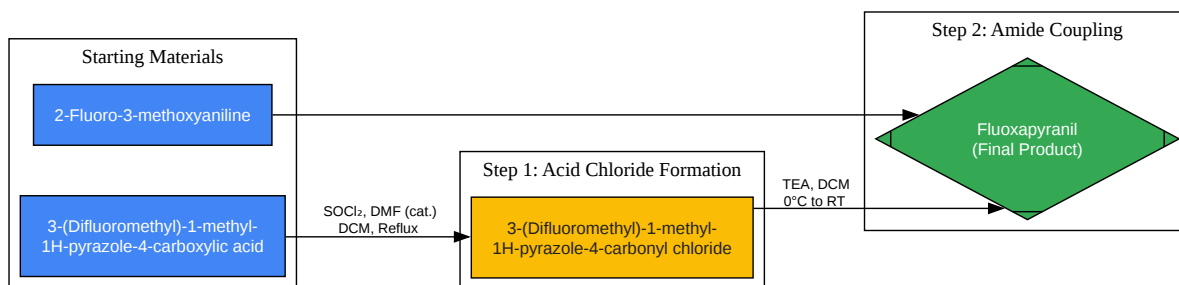 Starting Materials
2-Fluoro-3-methoxyaniline
3-(Difluoromethyl)-1-methyl-
1H-pyrazole-4-carboxylic acid
SOCl₂, DMF (cat.)
DCM, Reflux
Step 1: Acid Chloride Formation
3-(Difluoromethyl)-1-methyl-
1H-pyrazole-4-carbonyl chloride
TEA, DCM
0°C to RT
Step 2: Amide Coupling
Fluoxapyranil
(Final Product)